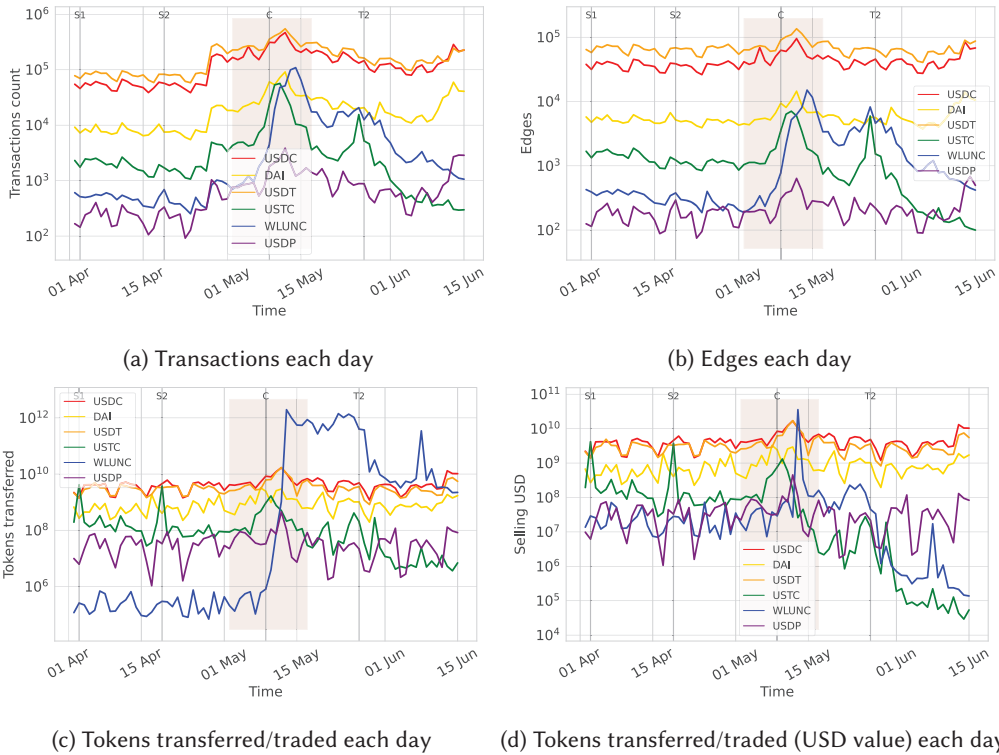 S1 S2 C T2
10^6
10^5
10^4
10^3
10^2
Transactions count
USDC
DAI
USDT
USTC
WLUNC
USDP
01 Apr 15 Apr 01 May 15 May 01 Jun 15 Jun
Time
(a) Transactions each day
S1 S2 C T2
10^5
10^4
10^3
10^2
Edges
USDC
DAI
USDT
USTC
WLUNC
USDP
01 Apr 15 Apr 01 May 15 May 01 Jun 15 Jun
Time
(b) Edges each day
S1 S2 C T2
10^12
10^10
10^8
10^6
Tokens transferred
USDC
DAI
USDT
USTC
WLUNC
USDP
01 Apr 15 Apr 01 May 15 May 01 Jun 15 Jun
Time
(c) Tokens transferred/traded each day
S1 S2 C T2
10^11
10^10
10^9
10^8
10^7
10^6
10^5
10^4
Selling USD
USDC
DAI
USDT
USTC
WLUNC
USDP
01 Apr 15 Apr 01 May 15 May 01 Jun 15 Jun
Time
(d) Tokens transferred/traded (USD value) each day